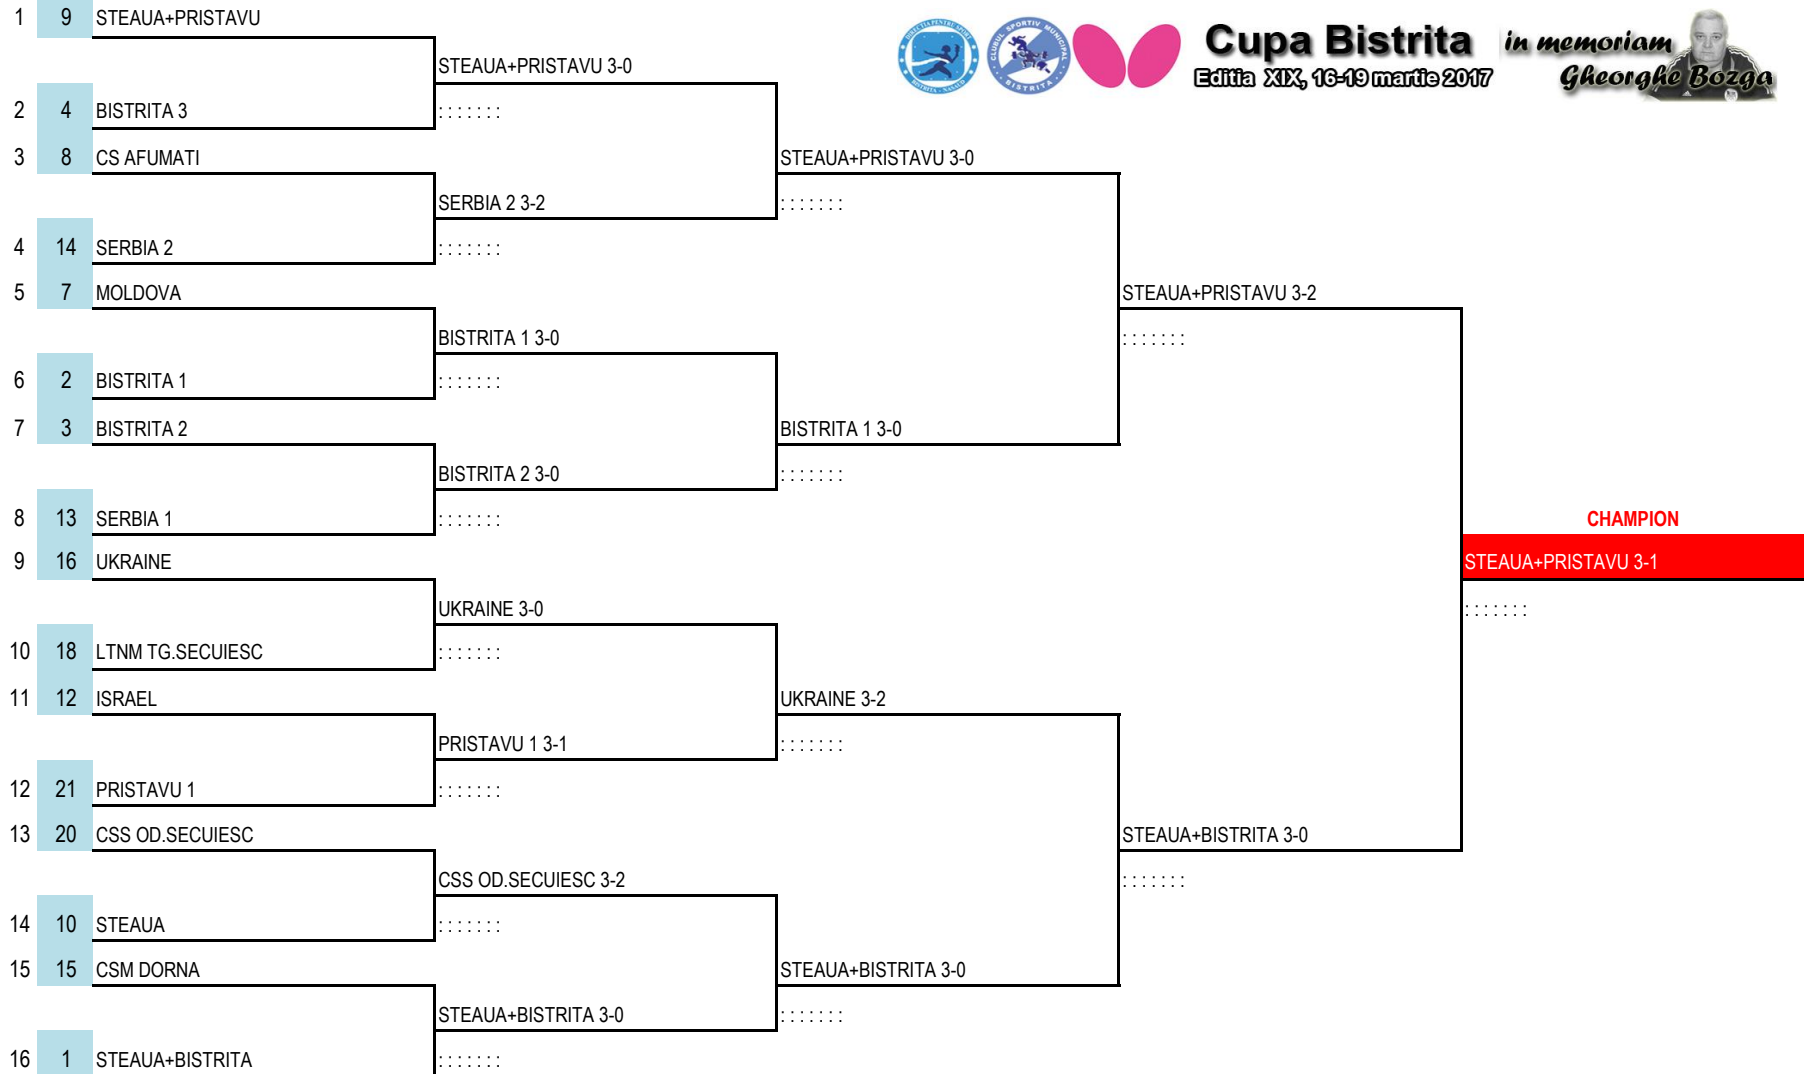 1 9 STEAUA+PRISTAVU
Cupa Bistrita
in memoriam
STEAUA+PRISTAVU 3-0
Editia XIX, 16-19 martie 2017
Gheorghe Bozga
2 4 BISTRITA 3
: : : : : : :
3 8 CS AFUMATI
STEAUA+PRISTAVU 3-0
SERBIA 2 3-2
: : : : : : :
4 14 SERBIA 2
: : : : : : :
5 7 MOLDOVA
STEAUA+PRISTAVU 3-2
BISTRITA 1 3-0
: : : : : : :
6 2 BISTRITA 1
: : : : : : :
7 3 BISTRITA 2
BISTRITA 1 3-0
BISTRITA 2 3-0
: : : : : : :
8 13 SERBIA 1
: : : : : : :
CHAMPION
9 16 UKRAINE
STEAUA+PRISTAVU 3-1
UKRAINE 3-0
: : : : : : :
10 18 LTNM TG.SECUIESC
: : : : : : :
11 12 ISRAEL
UKRAINE 3-2
PRISTAVU 1 3-1
: : : : : : :
12 21 PRISTAVU 1
: : : : : : :
13 20 CSS OD.SECUIESC
STEAUA+BISTRITA 3-0
CSS OD.SECUIESC 3-2
: : : : : : :
14 10 STEAUA
: : : : : : :
15 15 CSM DORNA
STEAUA+BISTRITA 3-0
STEAUA+BISTRITA 3-0
: : : : : : :
16 1 STEAUA+BISTRITA
: : : : : : :